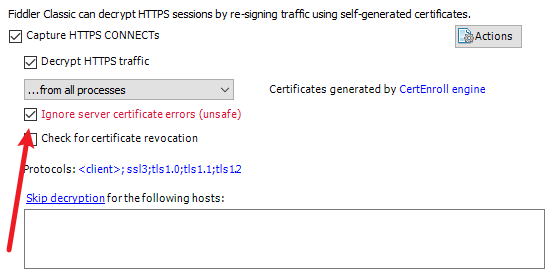 Fiddler Classic can decrypt HTTPS sessions by re-signing traffic using self-generated certificates.
Capture HTTPS CONNECTs
Actions
Decrypt HTTPS traffic
...from all processes
Certificates generated by CertEnroll engine
Ignore server certificate errors (unsafe)
Check for certificate revocation
Protocols: <client>; ssl3;tls1.0;tls1.1;tls1.2
Skip decryption for the following hosts: